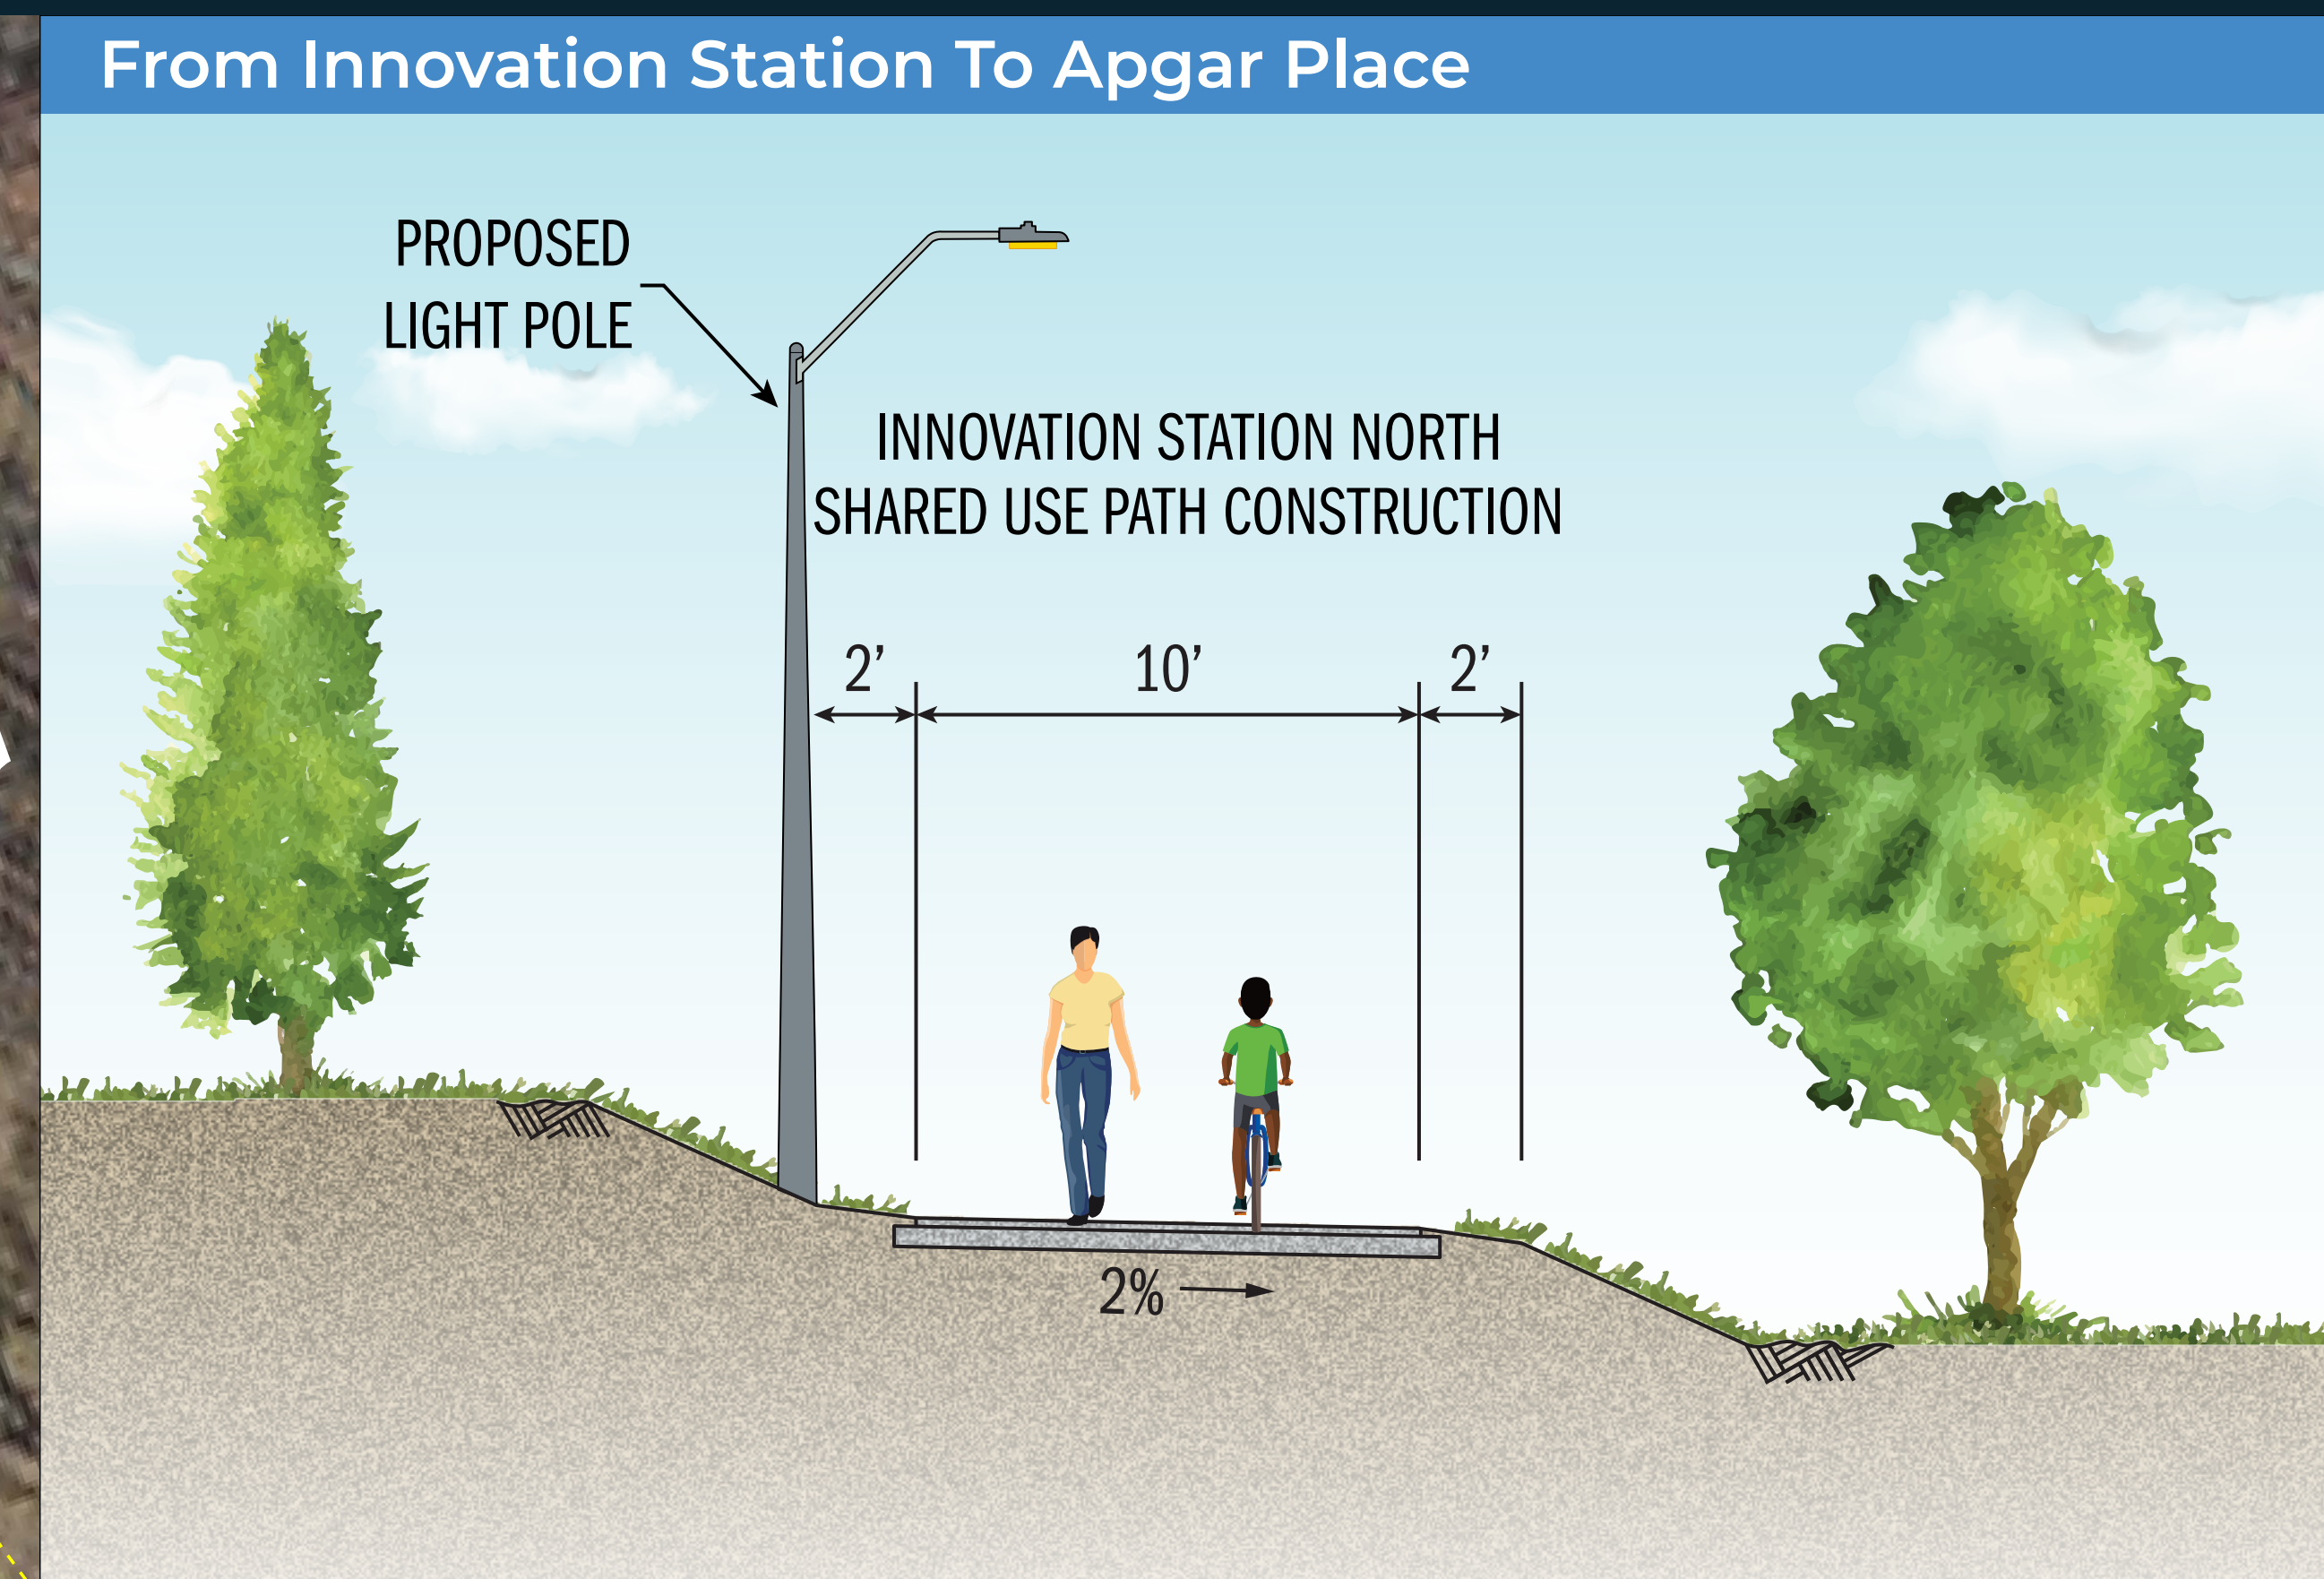 From Innovation Station To Apgar Place
PROPOSED
LIGHT POLE
INNOVATION STATION NORTH
SHARED USE PATH CONSTRUCTION
2’ 10’ 2’
2%